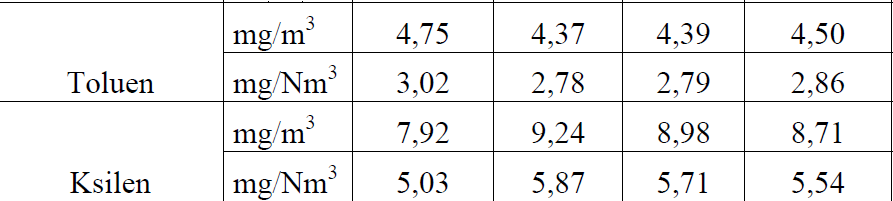 mg/m³ 4,75 4,37 4,39 4,50
Toluen mg/Nm³ 3,02 2,78 2,79 2,86
mg/m³ 7,92 9,24 8,98 8,71
Ksilen mg/Nm³ 5,03 5,87 5,71 5,54